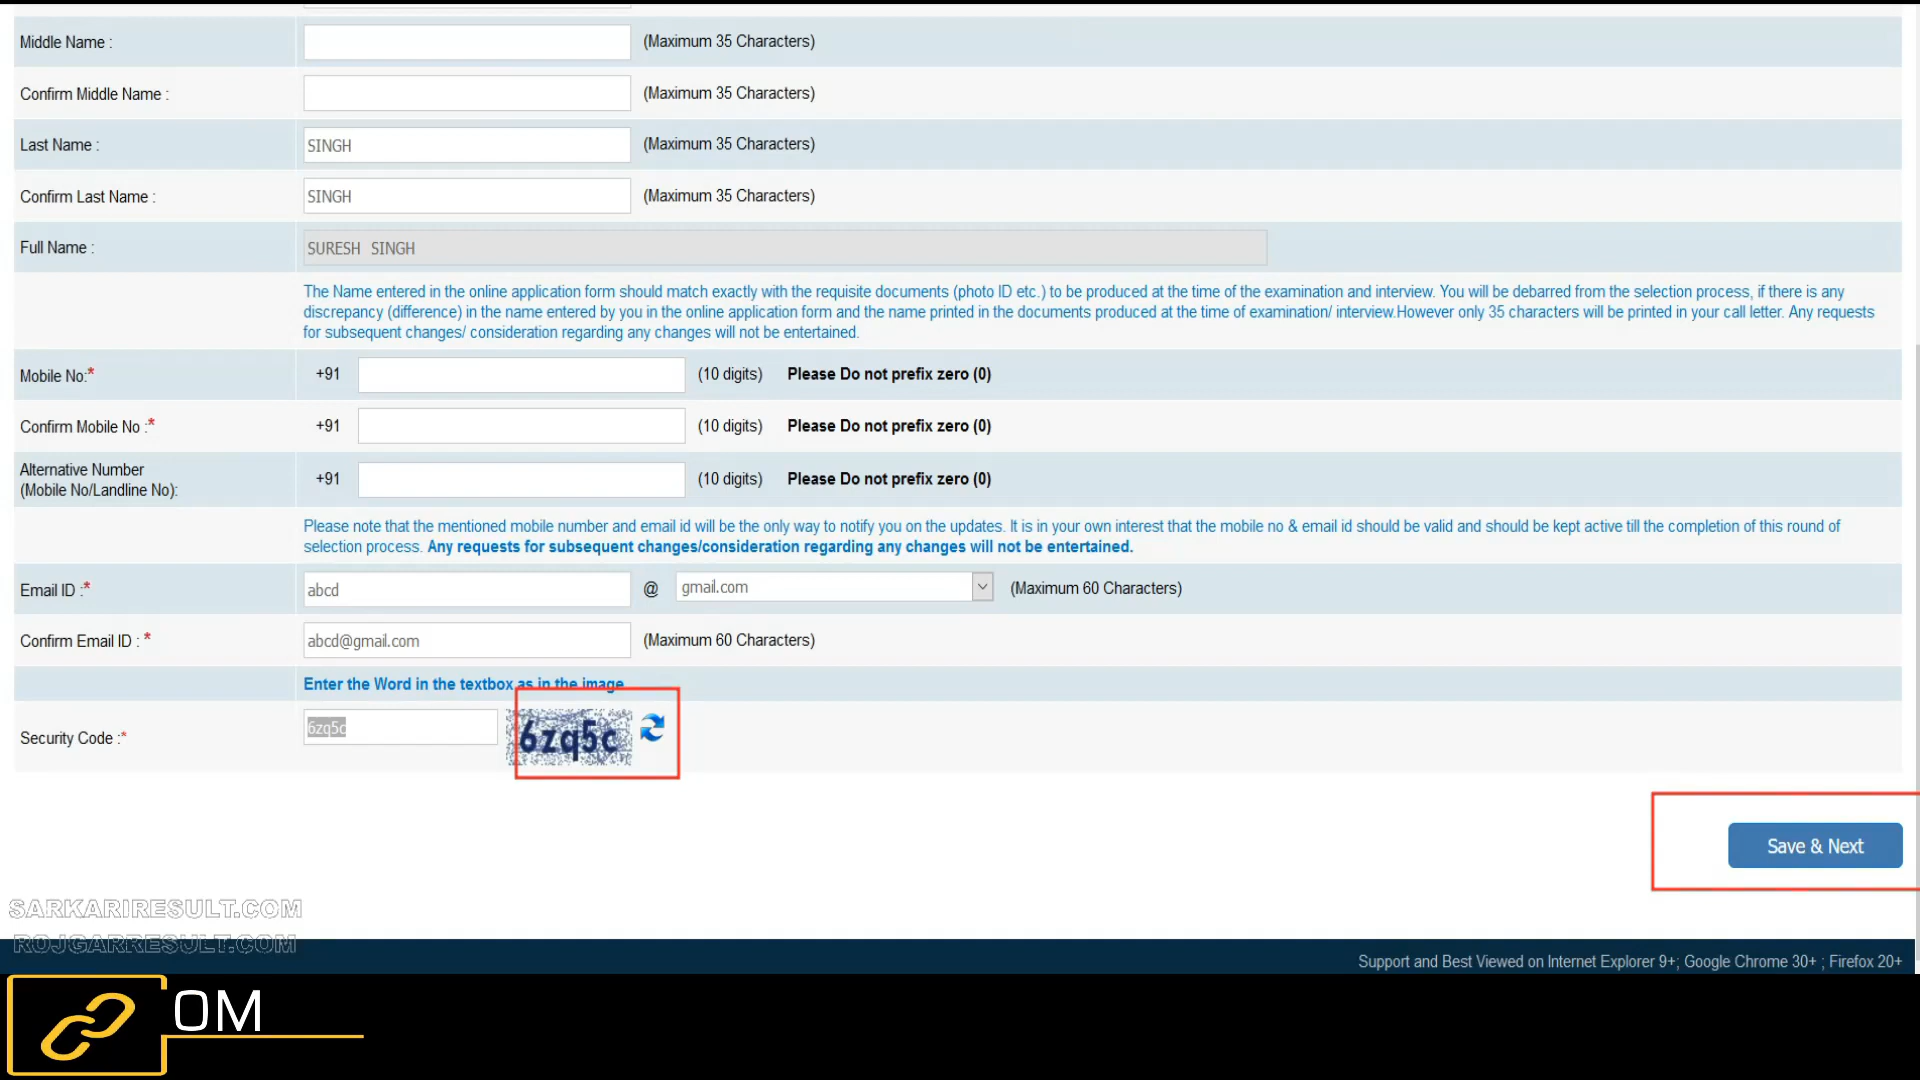 Middle Name : (Maximum 35 Characters)
Confirm Middle Name : (Maximum 35 Characters)
Last Name : SINGH (Maximum 35 Characters)
Confirm Last Name : SINGH (Maximum 35 Characters)
Full Name : SURESH SINGH
The Name entered in the online application form should match exactly with the requisite documents (photo ID etc.) to be produced at the time of the examination and interview. You will be debarred from the selection process, if there is any
discrepancy (difference) in the name entered by you in the online application form and the name printed in the documents produced at the time of examination/ interview.However only 35 characters will be printed in your call letter. Any requests
for subsequent changes/ consideration regarding any changes will not be entertained.
Mobile No:* +91 (10 digits) Please Do not prefix zero (0)
Confirm Mobile No :* +91 (10 digits) Please Do not prefix zero (0)
Alternative Number
(Mobile No/Landline No): +91 (10 digits) Please Do not prefix zero (0)
Please note that the mentioned mobile number and email id will be the only way to notify you on the updates. It is in your own interest that the mobile no & email id should be valid and should be kept active till the completion of this round of
selection process. Any requests for subsequent changes/consideration regarding any changes will not be entertained.
Email ID :* abcd @ gmail.com (Maximum 60 Characters)
Confirm Email ID : * abcd@gmail.com (Maximum 60 Characters)
Enter the Word in the textbox as in the image
Security Code :* 6zq5c 6zq5c
Save & Next
SARKARIRESULT.COM
ROJGARRESULT.COM
Support and Best Viewed on Internet Explorer 9+; Google Chrome 30+ ; Firefox 20+
OM